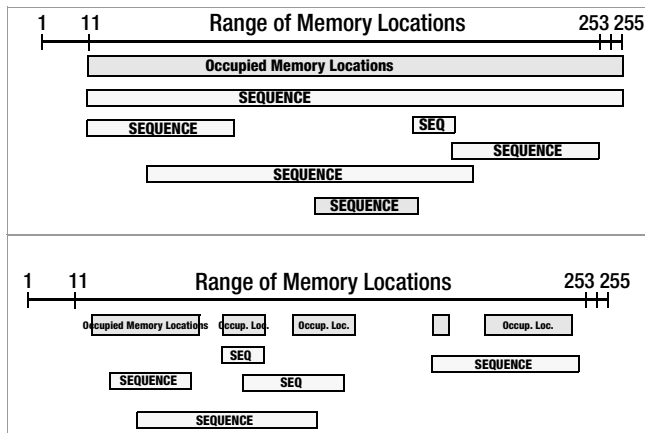 1 11 Range of Memory Locations 253 255
Occupied Memory Locations
SEQUENCE
SEQUENCE SEQ
SEQUENCE
SEQUENCE
SEQUENCE
1 11 Range of Memory Locations 253 255
Occupied Memory Locations Occup. Loc. Occup. Loc. Occup. Loc.
SEQ SEQUENCE
SEQUENCE SEQ
SEQUENCE